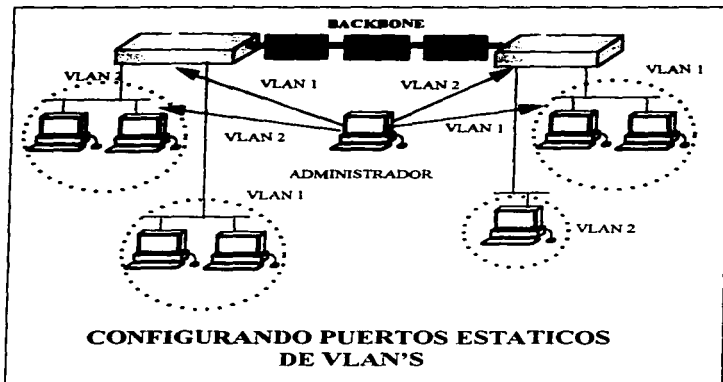 BACKBONE
VLAN 2
VLAN 1
VLAN 2
VLAN 1
VLAN 2
VLAN 1
ADMINISTRADOR
VLAN 1
VLAN 2
CONFIGURANDO PUERTOS ESTATICOS
DE VLAN'S